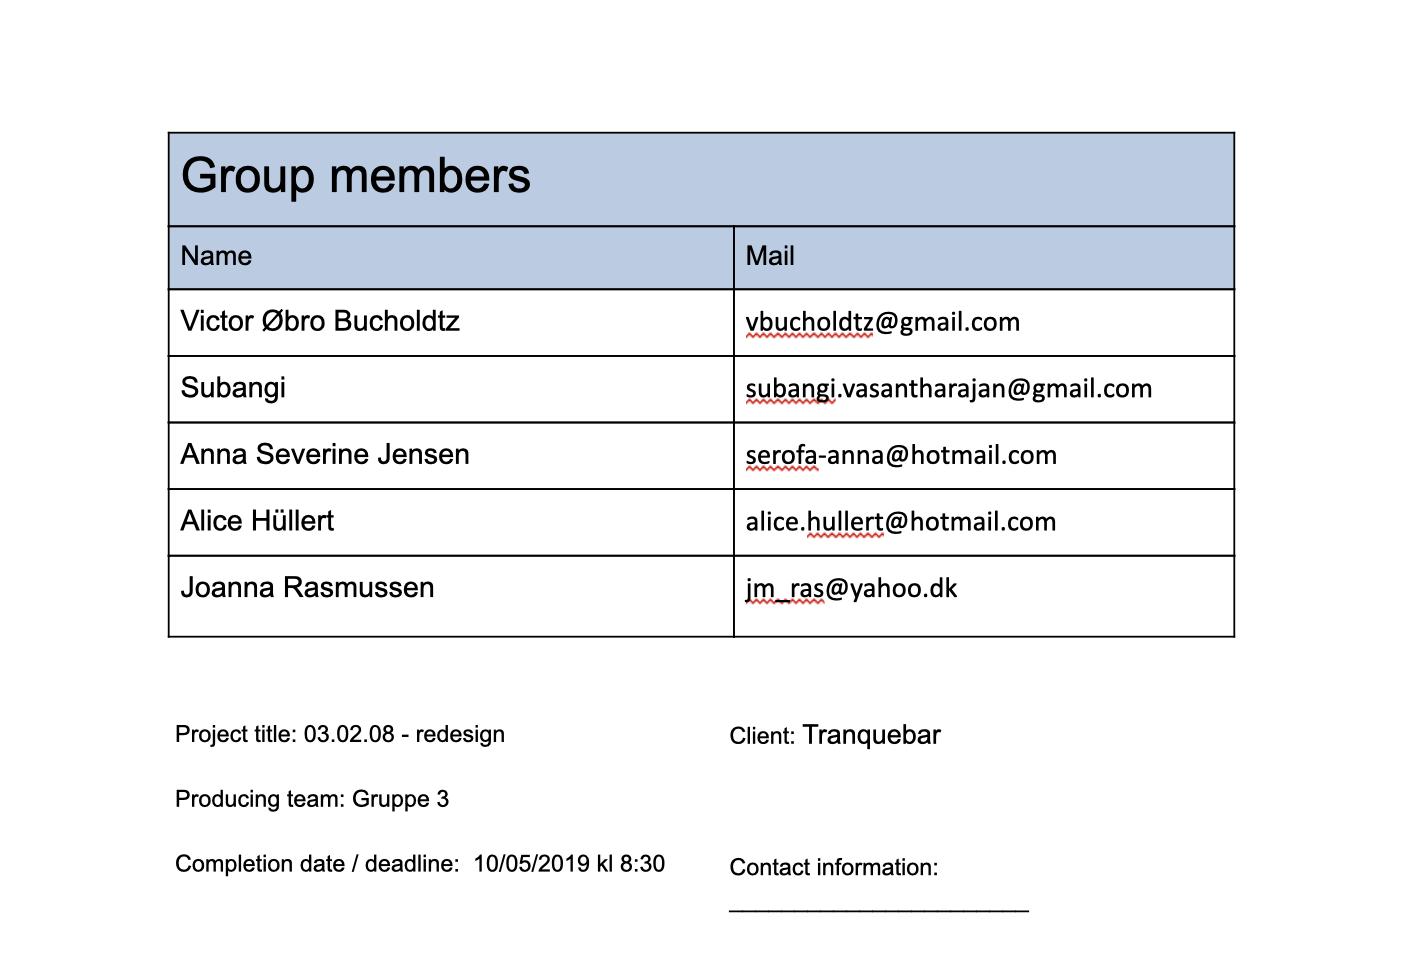 Group members
Name Mail
Victor Øbro Bucholdtz vbucholdtz@gmail.com
Subangi subangi.vasantharajan@gmail.com
Anna Severine Jensen serofa-anna@hotmail.com
Alice Hüllert alice.hullert@hotmail.com
Joanna Rasmussen jm_ras@yahoo.dk
Project title: 03.02.08 - redesign Client: Tranquebar
Producing team: Gruppe 3
Completion date / deadline: 10/05/2019 kl 8:30 Contact information:
_______________________